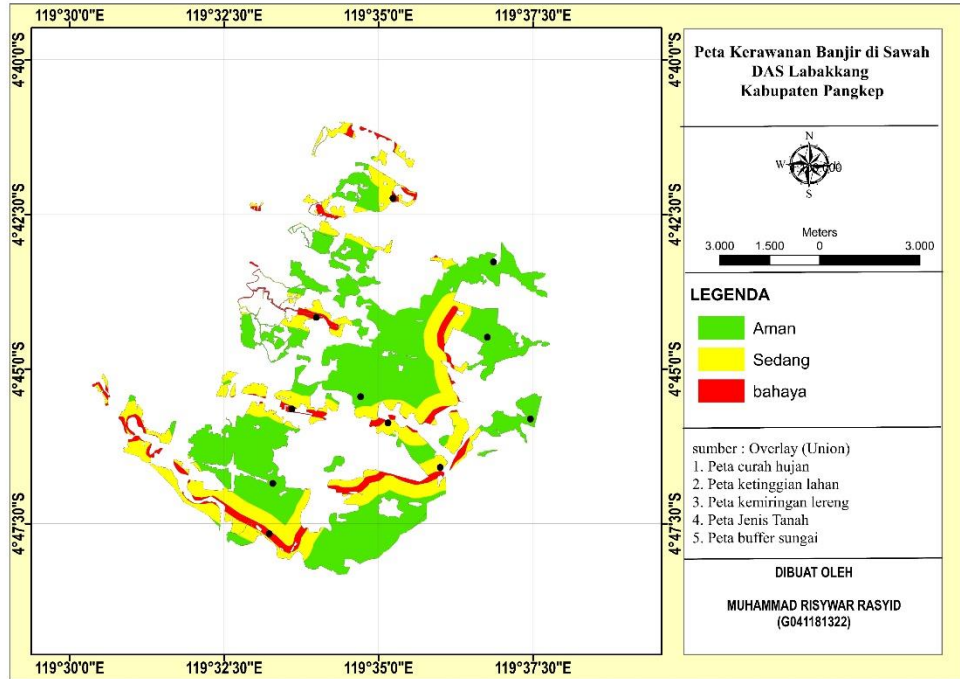 119°30'0"E 119°32'30"E 119°35'0"E 119°37'30"E
4°40'0"S 4°40'0"S
4°42'30"S 4°42'30"S
4°45'0"S 4°45'0"S
4°47'30"S 4°47'30"S
119°30'0"E 119°32'30"E 119°35'0"E 119°37'30"E
Peta Kerawanan Banjir di Sawah
DAS Labakkang
Kabupaten Pangkep
N
W
S
Meters
3.000 1.500 0 3.000
LEGENDA
Aman
Sedang
bahaya
sumber : Overlay (Union)
1. Peta curah hujan
2. Peta ketinggian lahan
3. Peta kemiringan lereng
4. Peta Jenis Tanah
5. Peta buffer sungai
DIBUAT OLEH
MUHAMMAD RISYWAR RASYID
(G041181322)